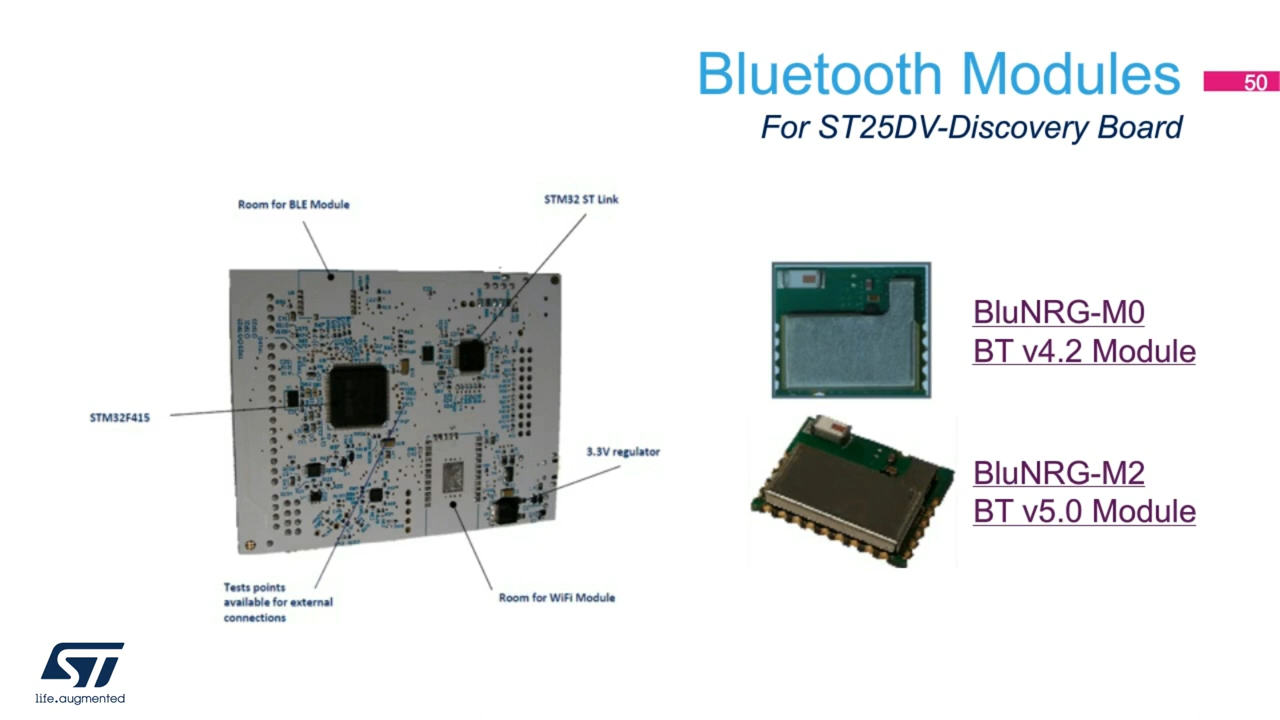 Bluetooth Modules
50
For ST25DV-Discovery Board
Room for BLE Module
STM32 ST Link
STM32F415
3.3V regulator
Tests points
available for external
connections
Room for WiFi Module
BluNRG-M0
BT v4.2 Module
BluNRG-M2
BT v5.0 Module
ST
life.augmented